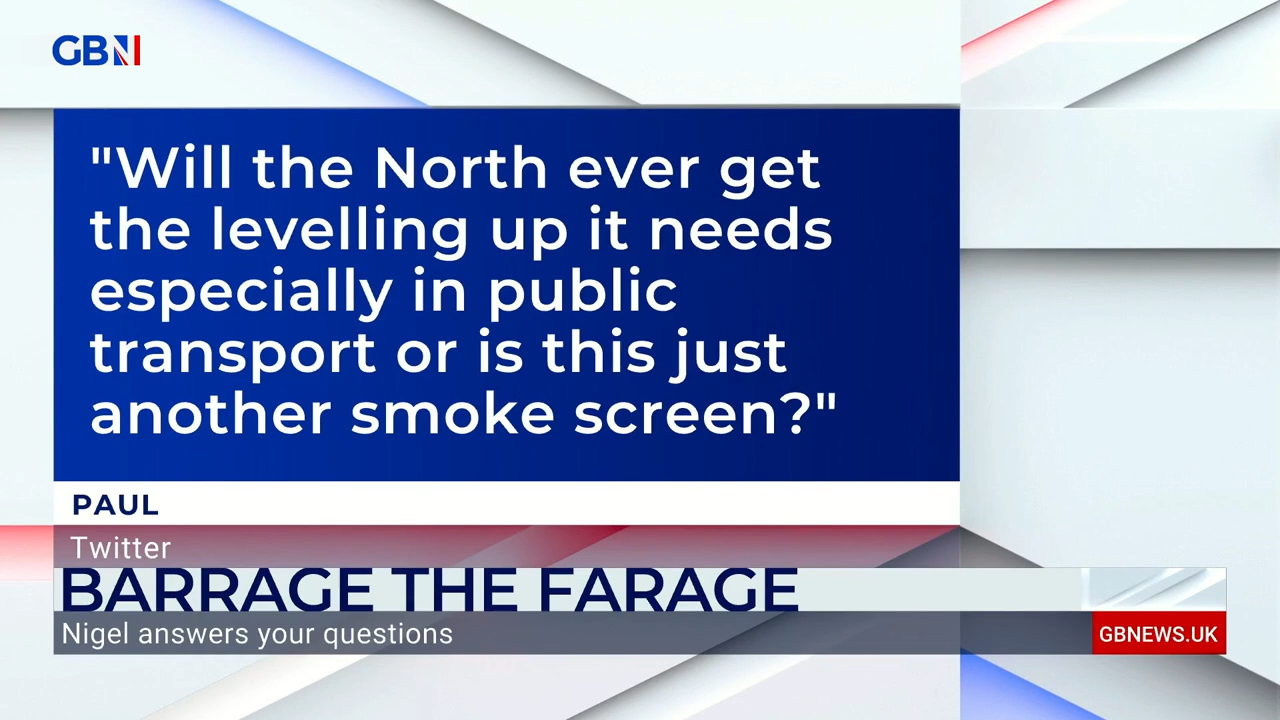 GBN
"Will the North ever get
the levelling up it needs
especially in public
transport or is this just
another smoke screen?"
PAUL
Twitter
BARRAGE THE FARAGE
Nigel answers your questions
GBNEWS.UK